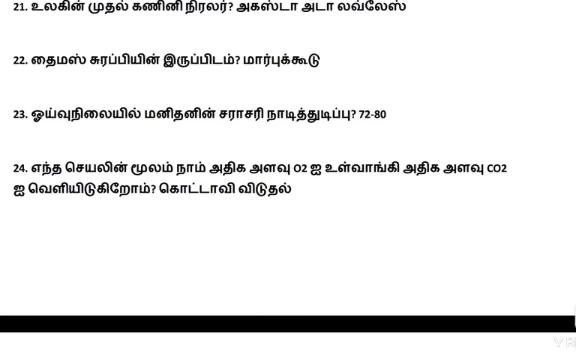 21. உலகின் முதல் கணினி நிரலர்? அகஸ்டா அடா லவ்லேஸ்
22. தைமஸ் சுரப்பியின் இருப்பிடம்? மார்புக்கூடு
23. ஓய்வுநிலையில் மனிதனின் சராசரி நாடித்துடிப்பு? 72-80
24. எந்த செயலின் மூலம் நாம் அதிக அளவு O2 ஐ உள்வாங்கி அதிக அளவு CO2
ஐ வெளியிடுகிறோம்? கொட்டாவி விடுதல்